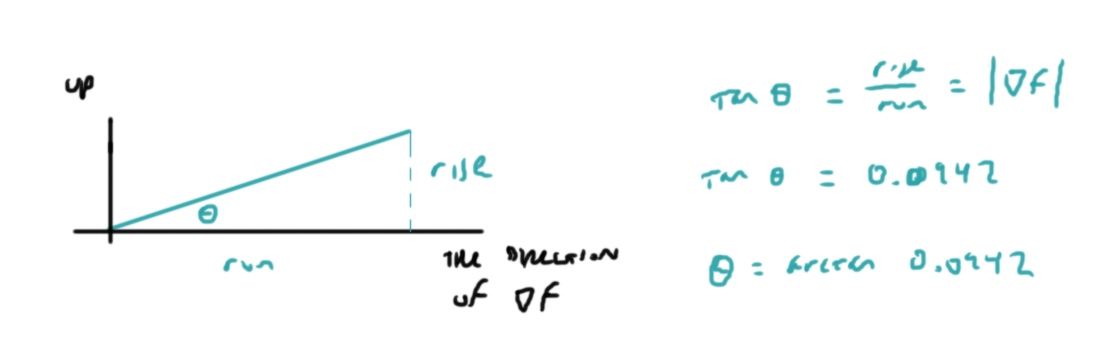 up
θ
rise
run
THE DIRECTION
OF ∇F
Tan θ = rise/run = |∇F|
Tan θ = 0.0942
θ = arctan 0.0942